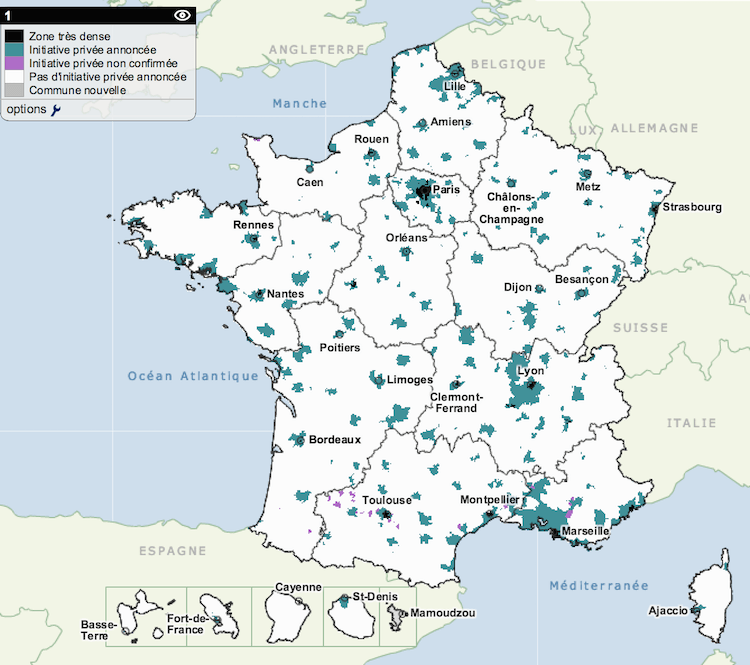 1
Zone très dense
Initiative privée annoncée
Initiative privée non confirmée
Pas d'initiative privée annoncée
Commune nouvelle
options
ANGLETERRE
BELGIQUE
Manche
Lille
Amiens
LUX
ALLEMAGNE
Rouen
Caen
Paris
Châlons-
en-
Champagne
Metz
Strasbourg
Rennes
Orléans
Nantes
Dijon
Besançon
SUISSE
Poitiers
Océan Atlantique
Limoges
Clemont-
Ferrand
Lyon
ITALIE
Bordeaux
Toulouse
Montpellier
Marseille
ESPAGNE
Méditerranée
Cayenne
St-Denis
Basse-
Terre
Fort-de-
France
Mamoudzou
Ajaccio